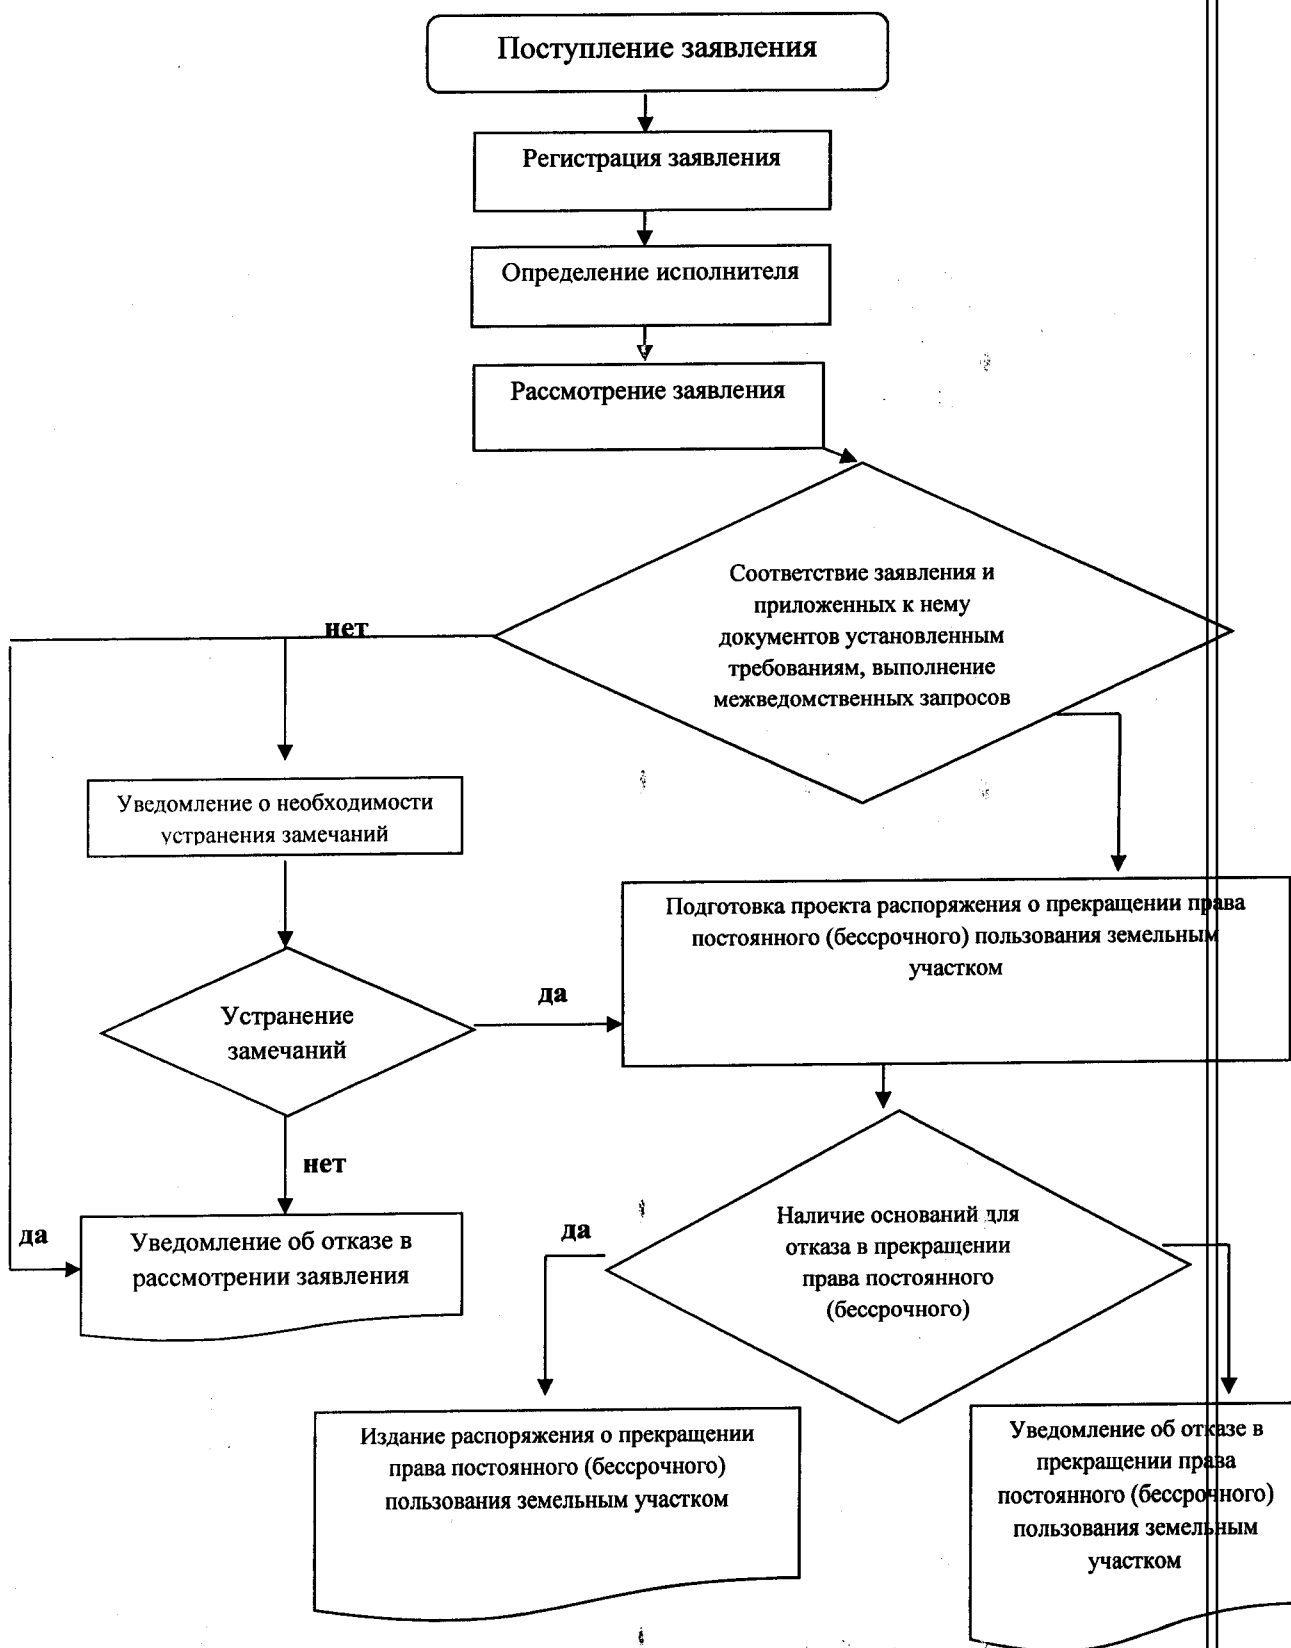 Поступление заявления
Регистрация заявления
Определение исполнителя
Рассмотрение заявления
Соответствие заявления и
приложенных к нему
документов установленным
требованиям, выполнение
межведомственных запросов
нет
Уведомление о необходимости
устранения замечаний
Подготовка проекта распоряжения о прекращении права
постоянного (бессрочного) пользования земельным
участком
Устранение
замечаний
да
нет
да
Уведомление об отказе в
рассмотрении заявления
да
Наличие оснований для
отказа в прекращении
права постоянного
(бессрочного)
Издание распоряжения о прекращении
права постоянного (бессрочного)
пользования земельным участком
Уведомление об отказе в
прекращении права
постоянного (бессрочного)
пользования земельным
участком